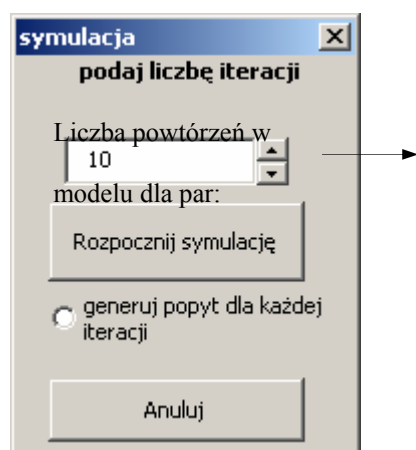 symulacja
podaj liczbę iteracji
Liczba powtórzeń w
10
modelu dla par:
Rozpocznij symulację
generuj popyt dla każdej
iteracji
Anuluj